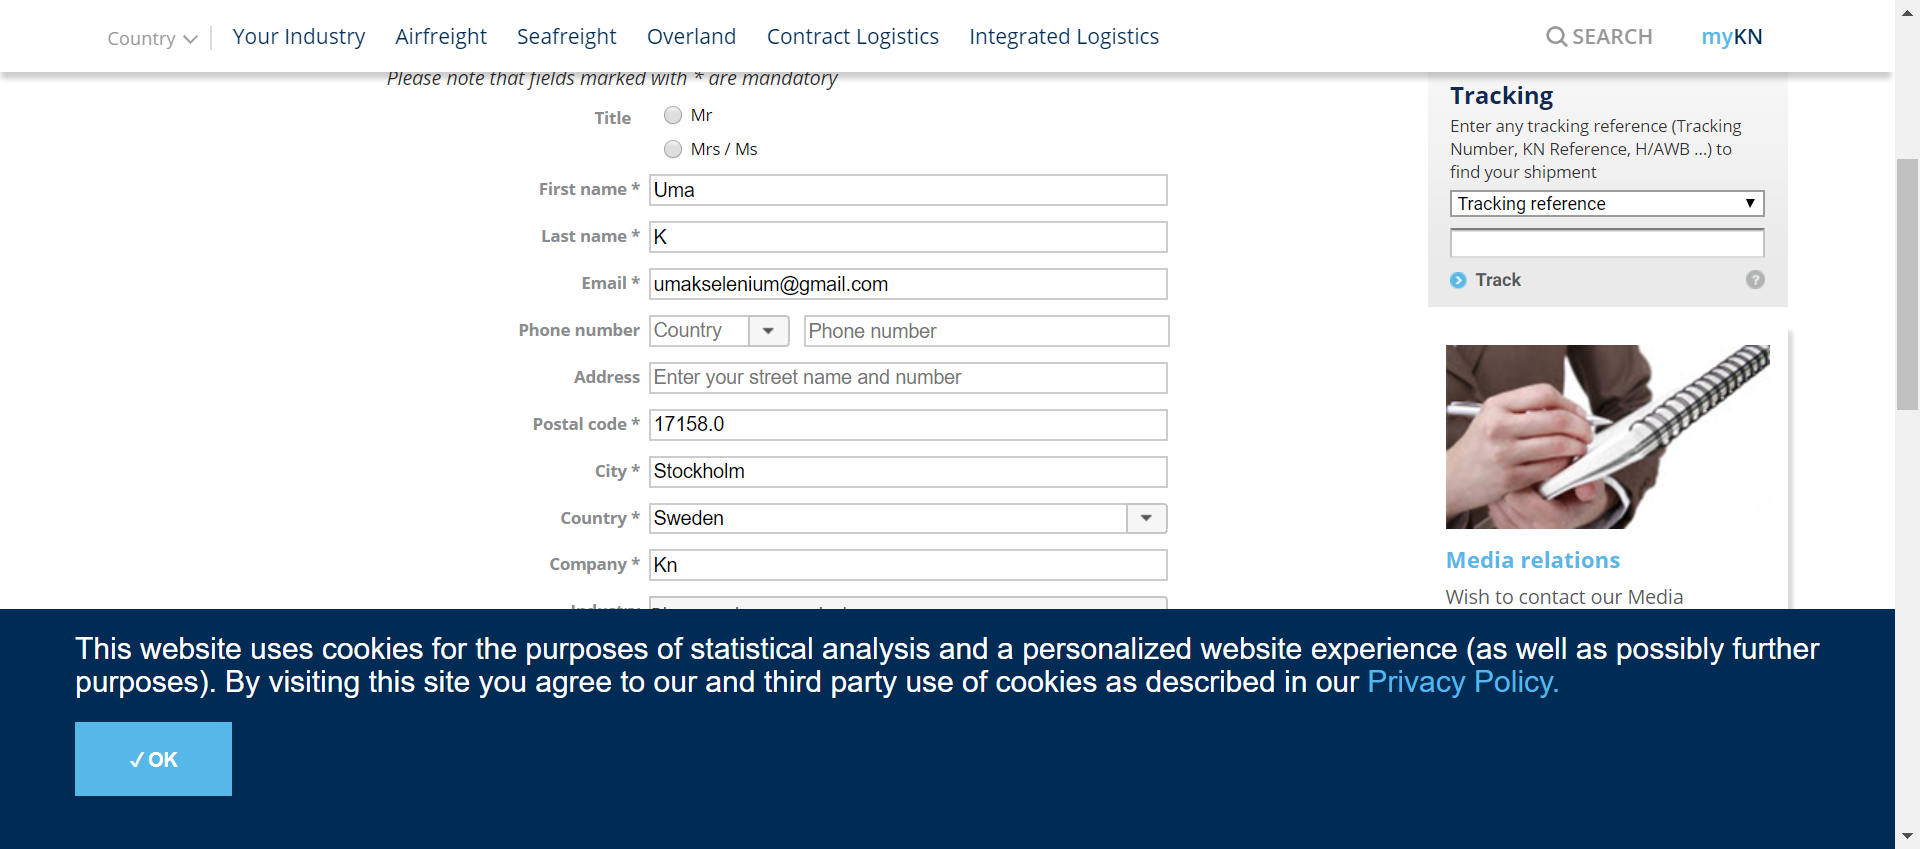 Country
Your Industry
Airfreight
Seafreight
Overland
Contract Logistics
Integrated Logistics
SEARCH
myKN
Please note that fields marked with * are mandatory
Title
Mr
Mrs / Ms
First name *
Uma
Last name *
K
Email *
umakselenium@gmail.com
Phone number
Country
Phone number
Address
Enter your street name and number
Postal code *
17158.0
City *
Stockholm
Country *
Sweden
Company *
Kn
Tracking
Enter any tracking reference (Tracking
Number, KN Reference, H/AWB ...) to
find your shipment
Tracking reference
Track
?
Media relations
Wish to contact our Media
This website uses cookies for the purposes of statistical analysis and a personalized website experience (as well as possibly further
purposes). By visiting this site you agree to our and third party use of cookies as described in our Privacy Policy.
✓OK